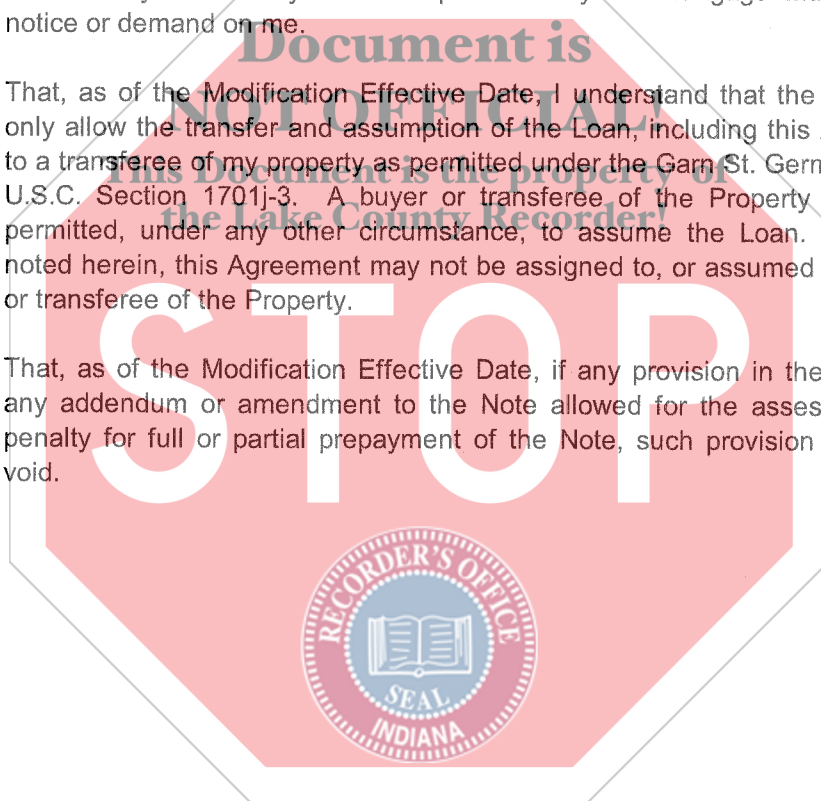 notice or demand on me.
Document is
That, as of the Modification Effective Date, I understand that the
NOT OFFICIAL!
only allow the transfer and assumption of the Loan, including this
to a transferee of my property as permitted under the Garn St. Germ
This Document is the property of
U.S.C. Section 1701j-3. A buyer or transferee of the Property
the Lake County Recorder!
permitted, under any other circumstance, to assume the Loan.
noted herein, this Agreement may not be assigned to, or assumed
or transferee of the Property.
STOP
That, as of the Modification Effective Date, if any provision in the
any addendum or amendment to the Note allowed for the asses
penalty for full or partial prepayment of the Note, such provision
void.
RECORDER'S OFFICE
SEAL
INDIANA